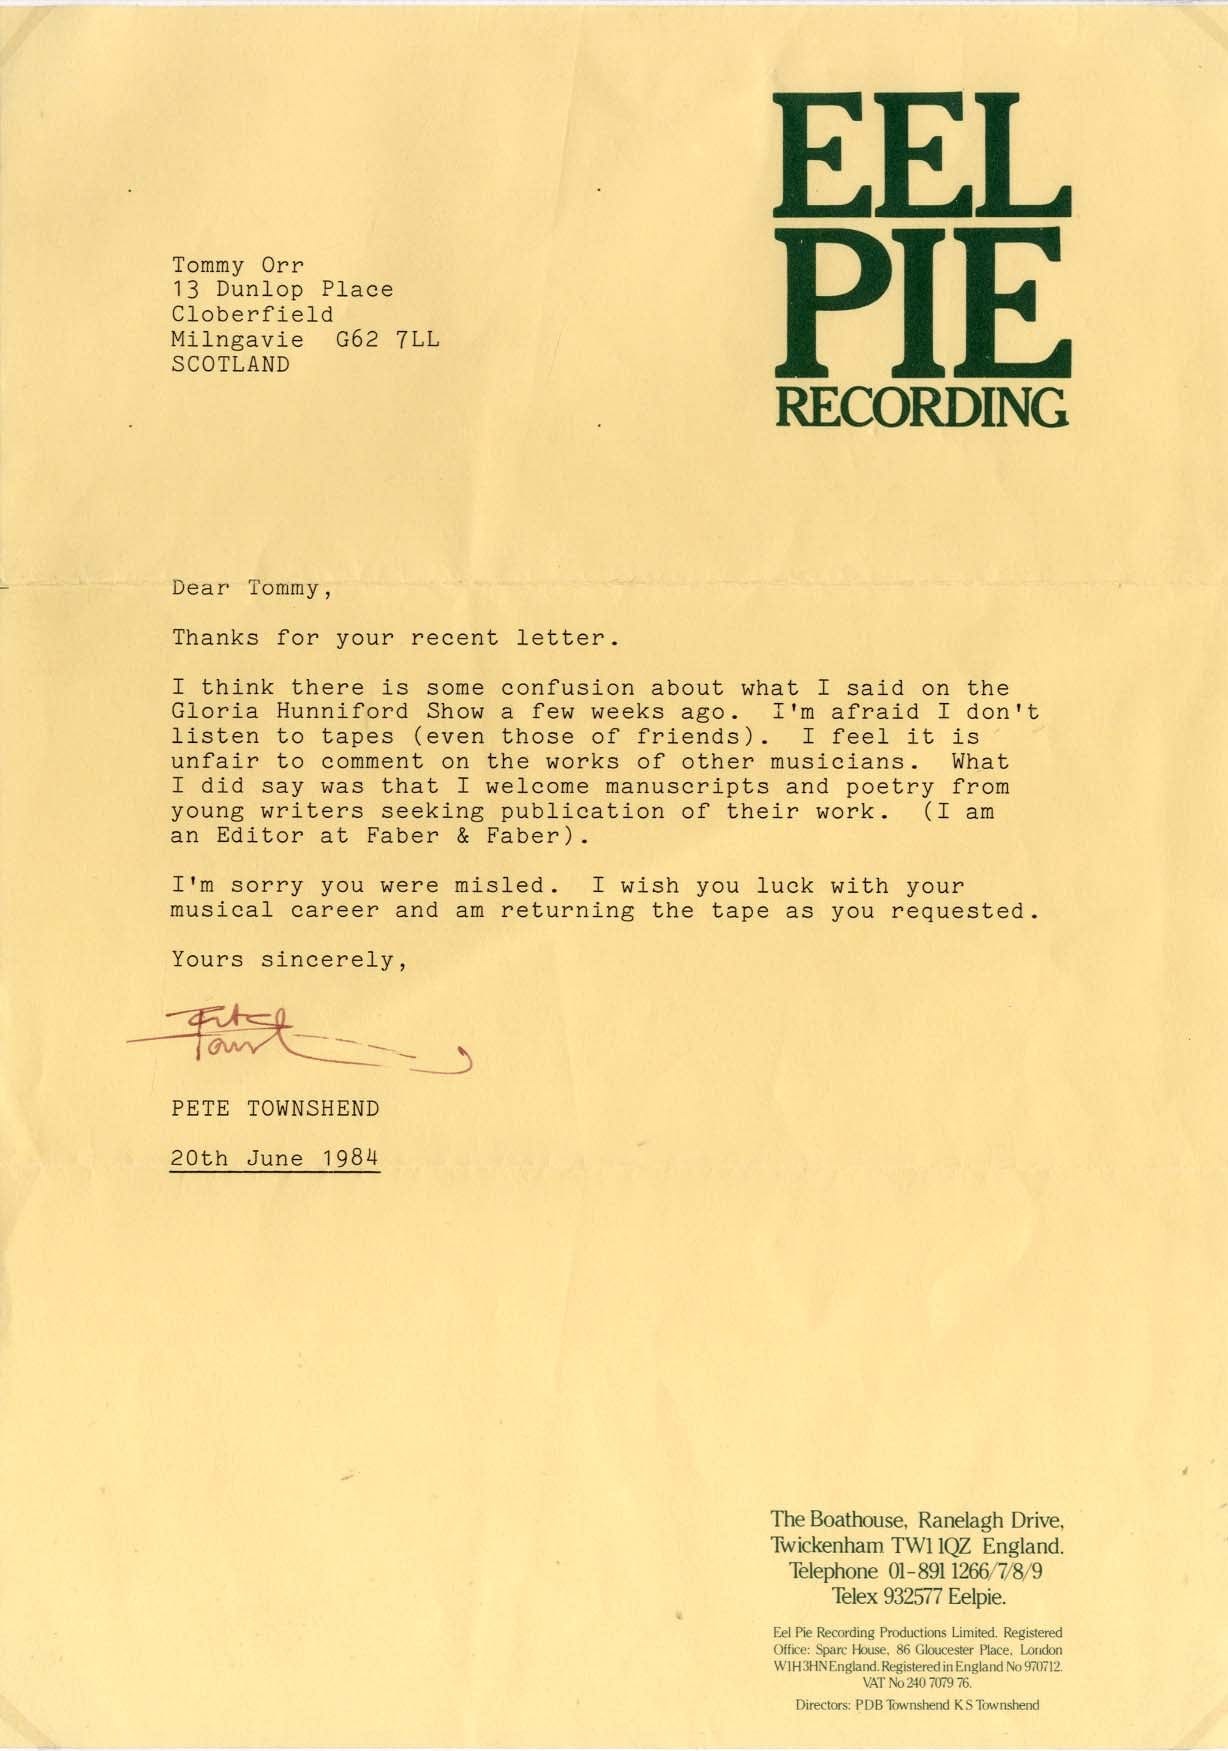 EEL
PIE
RECORDING
Tommy Orr
13 Dunlop Place
Cloberfield
Milngavie G62 7LL
SCOTLAND
Dear Tommy,
Thanks for your recent letter.
I think there is some confusion about what I said on the
Gloria Hunniford Show a few weeks ago. I'm afraid I don't
listen to tapes (even those of friends). I feel it is
unfair to comment on the works of other musicians. What
I did say was that I welcome manuscripts and poetry from
young writers seeking publication of their work. (I am
an Editor at Faber & Faber).
I'm sorry you were misled. I wish you luck with your
musical career and am returning the tape as you requested.
Yours sincerely,
PETE TOWNSHEND
20th June 1984
The Boathouse, Ranelagh Drive,
Twickenham TW1 1QZ England.
Telephone 01-891 1266/7/8/9
Telex 932577 Eelpie.
Eel Pie Recording Productions Limited. Registered
Office: Sparc House, 86 Gloucester Place, London
W1H 3HN England. Registered in England No 970712.
VAT No 240 7079 76.
Directors: PDB Townshend K S Townshend